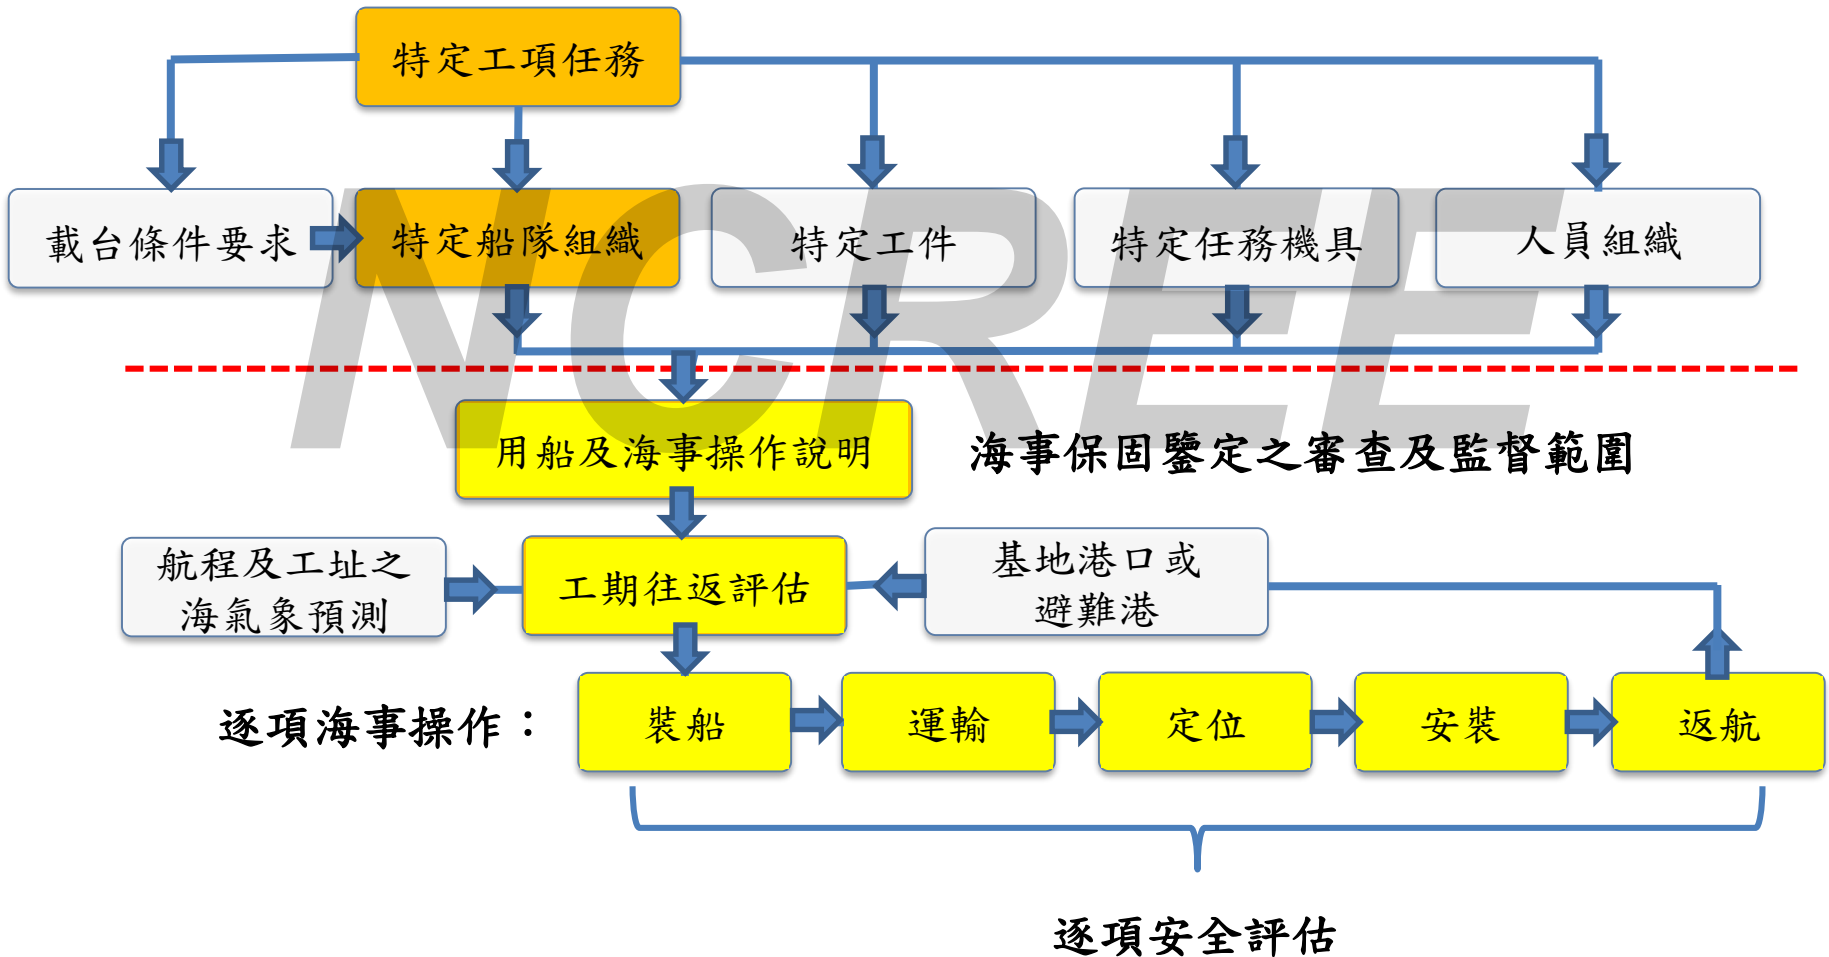 特定工項任務
載台條件要求
特定船隊組織
特定工件
特定任務機具
人員組織
NCREE
用船及海事操作說明
海事保固鑒定之審查及監督範圍
航程及工址之
海氣象預測
工期往返評估
基地港口或
避難港
逐項海事操作：
裝船
運輸
定位
安裝
返航
逐項安全評估